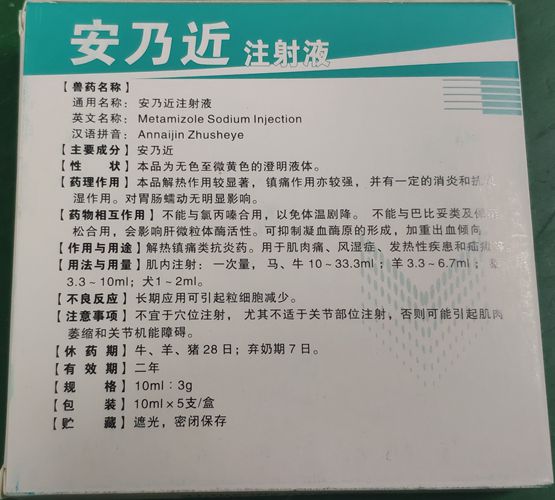 安乃近 注射液
【兽药名称】
通用名称：安乃近注射液
英文名称：Metamizole Sodium Injection
汉语拼音：Annaijin Zhusheye
【主要成分】安乃近
【性 状】本品为无色至微黄色的澄明液体。
【药理作用】本品解热作用较显著，镇痛作用亦较强，并有一定的消炎和抗
湿作用。对胃肠蠕动无明显影响。
【药物相互作用】不能与氯丙嗪合用，以免体温剧降。 不能与巴比妥类及保
松合用，会影响肝微粒体酶活性。可抑制凝血酶原的形成，加重出血倾向
【作用与用途】解热镇痛类抗炎药。用于肌肉痛、风湿症、发热性疾患和疝痛
【用法与用量】肌内注射：一次量，马、牛10～33.3ml；羊3.3～6.7ml；
3.3～10ml；犬1～2ml。
【不良反应】长期应用可引起粒细胞减少。
【注意事项】不宜于穴位注射，尤其不适于关节部位注射，否则可能引起肌肉
萎缩和关节机能障碍。
【休 药 期】牛、羊、猪28日；弃奶期7日。
【有 效 期】二年
【规 格】10ml：3g
【包 装】10ml×5支/盒
【贮 藏】遮光，密闭保存